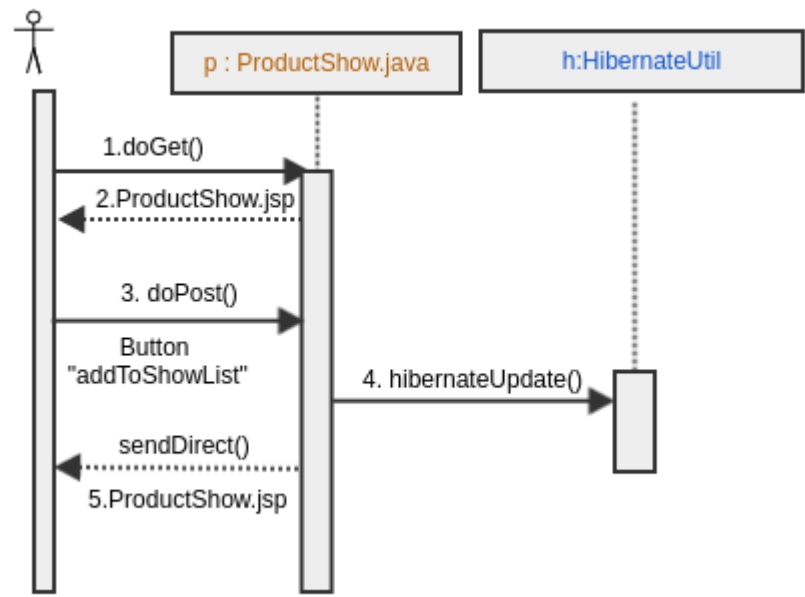 p : ProductShow.java
h:HibernateUtil
1.doGet()
2.ProductShow.jsp
3. doPost()
Button
"addToShowList"
4. hibernateUpdate()
sendDirect()
5.ProductShow.jsp